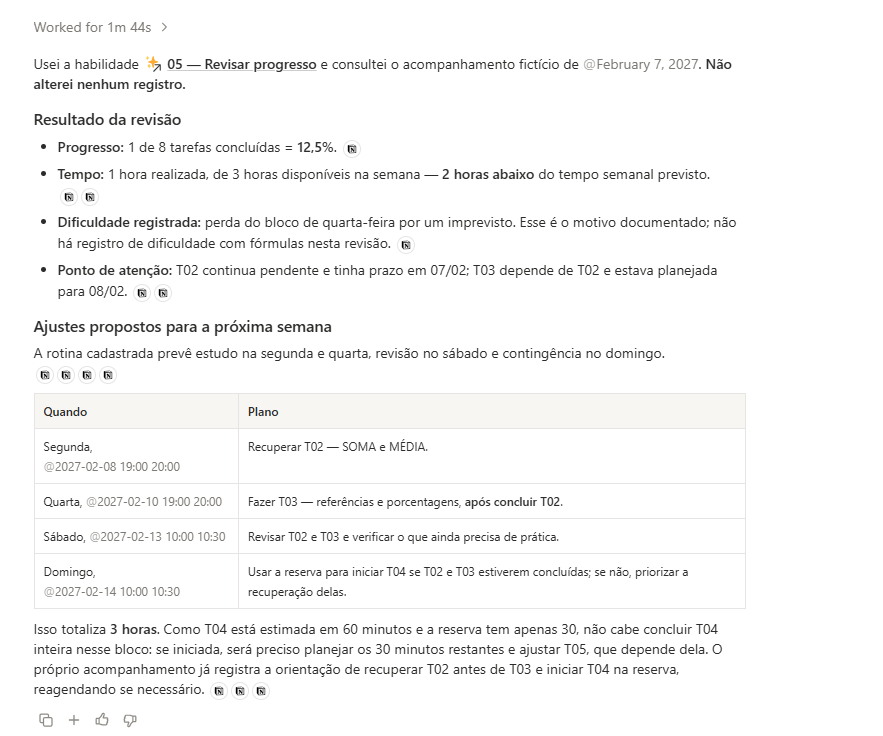 Worked for 1m 44s
Usei a habilidade 05 — Revisar progresso e consultei o acompanhamento fictício de @February 7, 2027. Não
alterei nenhum registro.
Resultado da revisão
Progresso: 1 de 8 tarefas concluídas = 12,5%.
Tempo: 1 hora realizada, de 3 horas disponíveis na semana — 2 horas abaixo do tempo semanal previsto.
Dificuldade registrada: perda do bloco de quarta-feira por um imprevisto. Esse é o motivo documentado; não
há registro de dificuldade com fórmulas nesta revisão.
Ponto de atenção: T02 continua pendente e tinha prazo em 07/02; T03 depende de T02 e estava planejada
para 08/02.
Ajustes propostos para a próxima semana
A rotina cadastrada prevê estudo na segunda e quarta, revisão no sábado e contingência no domingo.
Quando Plano
Segunda,
@2027-02-08 19:00 20:00
Recuperar T02 — SOMA e MÉDIA.
Quarta, @2027-02-10 19:00 20:00
Fazer T03 — referências e porcentagens, após concluir T02.
Sábado, @2027-02-13 10:00 10:30
Revisar T02 e T03 e verificar o que ainda precisa de prática.
Domingo,
@2027-02-14 10:00 10:30
Usar a reserva para iniciar T04 se T02 e T03 estiverem concluídas; se não, priorizar a
recuperação delas.
Isso totaliza 3 horas. Como T04 está estimada em 60 minutos e a reserva tem apenas 30, não cabe concluir T04
inteira nesse bloco: se iniciada, será preciso planejar os 30 minutos restantes e ajustar T05, que depende dela. O
próprio acompanhamento já registra a orientação de recuperar T02 antes de T03 e iniciar T04 na reserva,
reagendando se necessário.